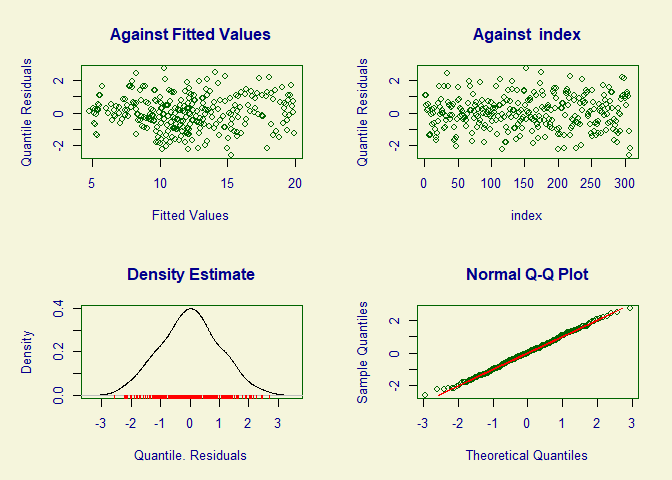 Against Fitted Values
Quantile Residuals
2
0
-2
5 10 15 20
Fitted Values
Against  index
Quantile Residuals
2
0
-2
0 50 100 150 200 250 300
index
Density Estimate
Density
0.4
0.2
0.0
-3 -2 -1 0 1 2 3
Quantile. Residuals
Normal Q-Q Plot
Sample Quantiles
2
0
-2
-3 -2 -1 0 1 2 3
Theoretical Quantiles